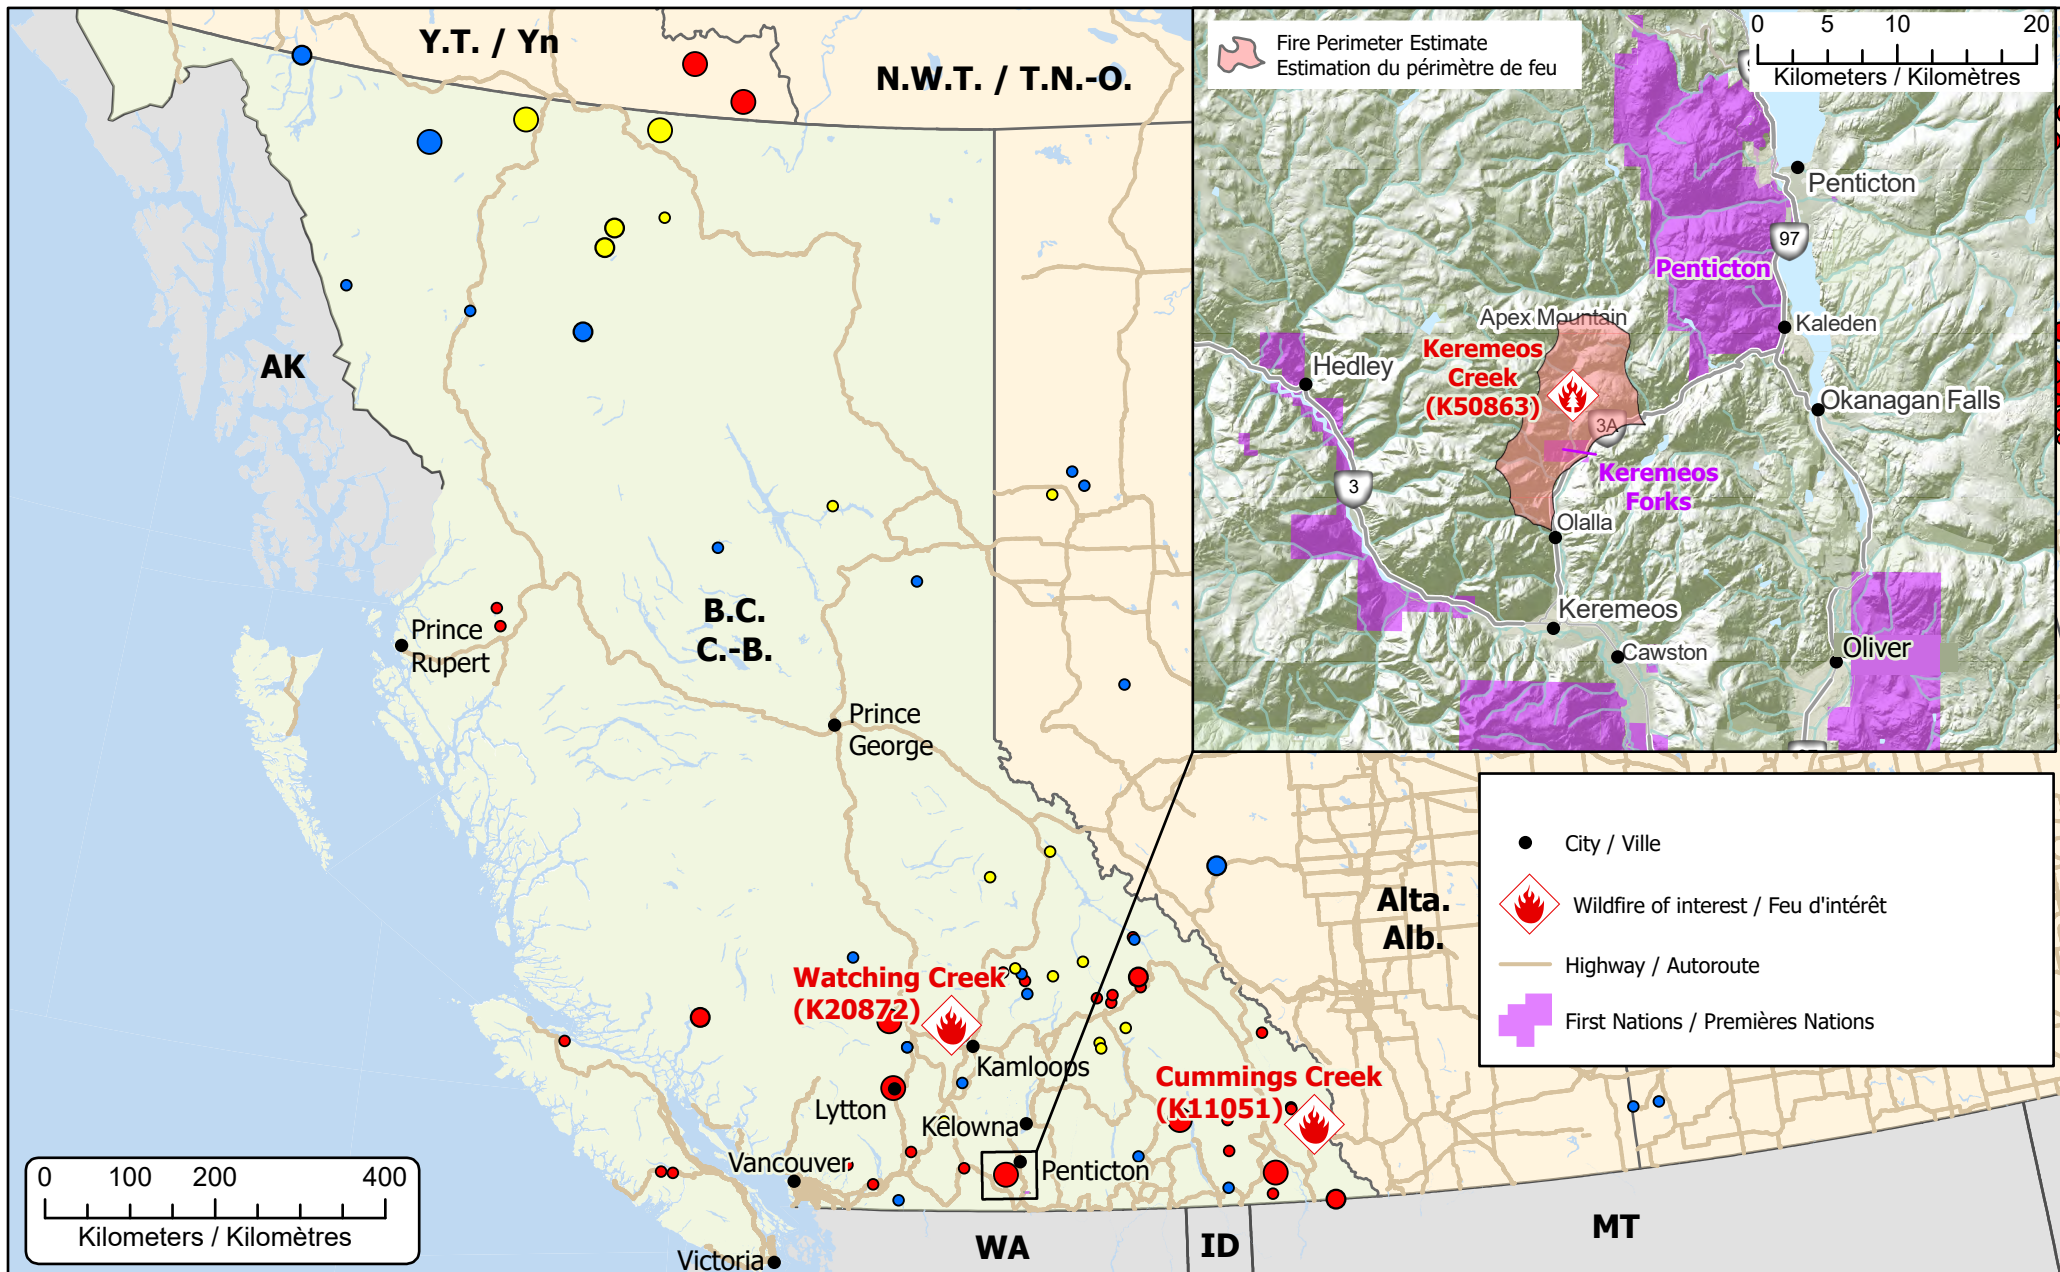 Y.T. / Yn
N.W.T. / T.N.-O.
AK
B.C.
C.-B.
Prince
Rupert
Prince
George
Alta.
Alb.
Watching Creek
(K20872)
Kamloops
Lytton
Kelowna
Cummings Creek
(K11051)
Vancouver
Penticton
Victoria
WA
ID
MT
0 100 200 400
Kilometers / Kilomètres
Fire Perimeter Estimate
Estimation du périmètre de feu
0 5 10 20
Kilometers / Kilomètres
Penticton
97
Penticton
Apex Mountain
Kaleden
Keremeos
Creek
(K50863)
Hedley
Okanagan Falls
3A
Keremeos
Forks
3
Olalla
Keremeos
Cawston
Oliver
City / Ville
Wildfire of interest / Feu d'intérêt
Highway / Autoroute
First Nations / Premières Nations